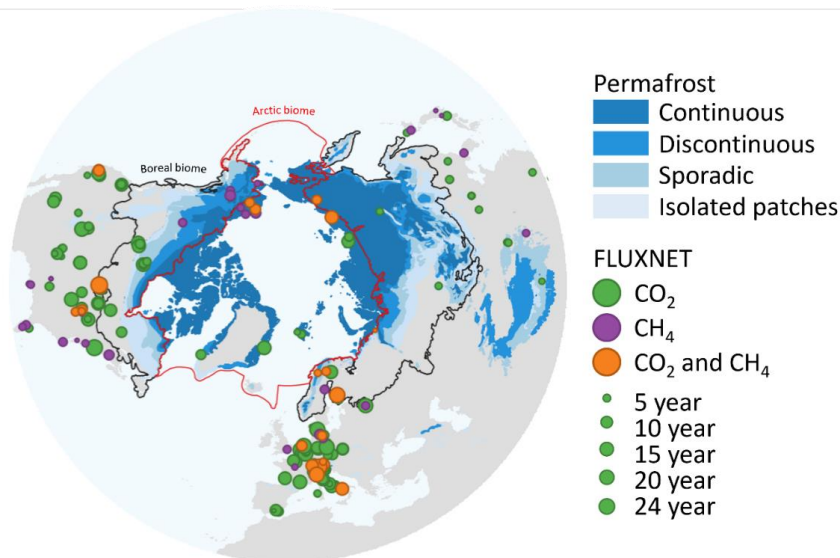 Arctic biome
Boreal biome
Permafrost
Continuous
Discontinuous
Sporadic
Isolated patches
FLUXNET
CO₂
CH₄
CO₂ and CH₄
5 year
10 year
15 year
20 year
24 year